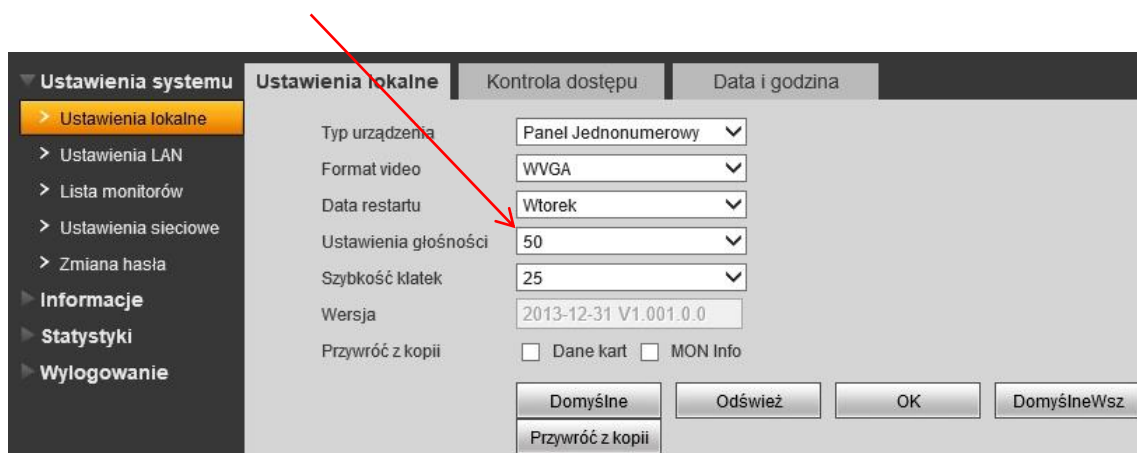 Ustawienia systemu
Ustawienia lokalne
Ustawienia LAN
Lista monitorów
Ustawienia sieciowe
Zmiana hasła
Informacje
Statystyki
Wylogowanie
Ustawienia lokalne Kontrola dostępu Data i godzina
Typ urządzenia Panel Jednonumerowy
Format video WVGA
Data restartu Wtorek
Ustawienia głośności 50
Szybkość klatek 25
Wersja 2013-12-31 V1.001.0.0
Przywróć z kopii Dane kart MON Info
Domyślne Odśwież OK DomyślneWsz
Przywróć z kopii